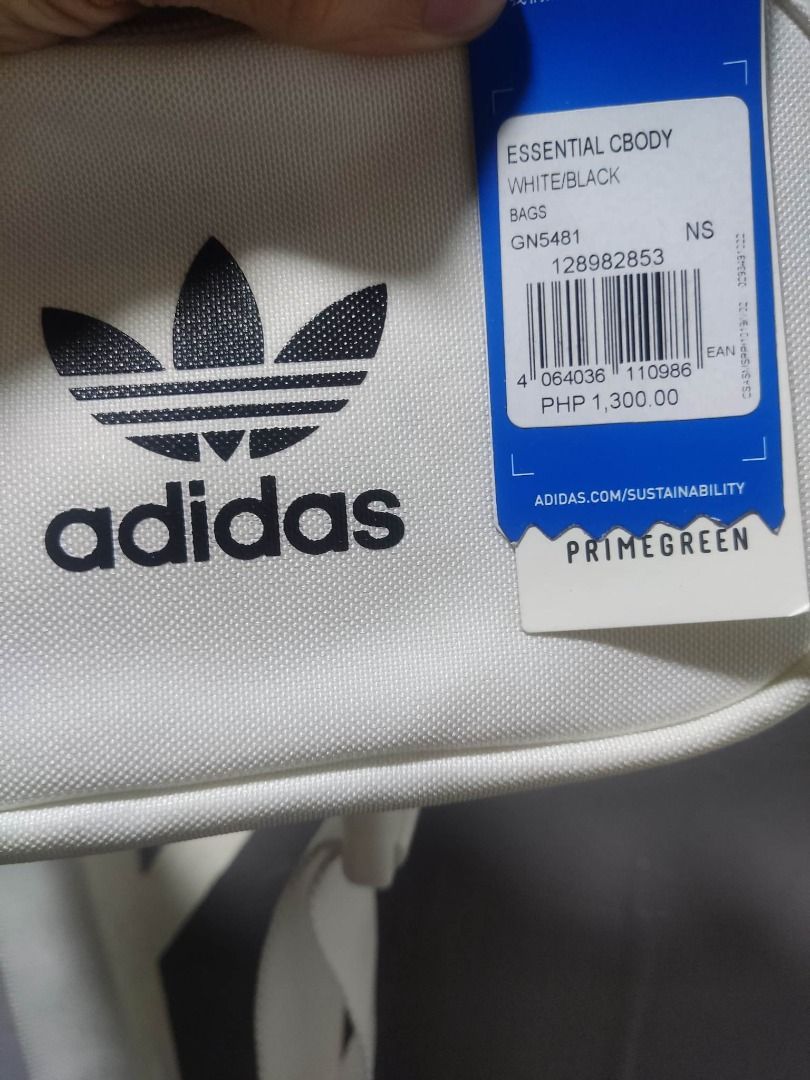 adidas
ESSENTIAL CBODY
WHITE/BLACK
BAGS
GN5481
NS
128982853
4 064036 110986
EAN
PHP 1,300.00
ADIDAS.COM/SUSTAINABILITY
PRIMEGREEN